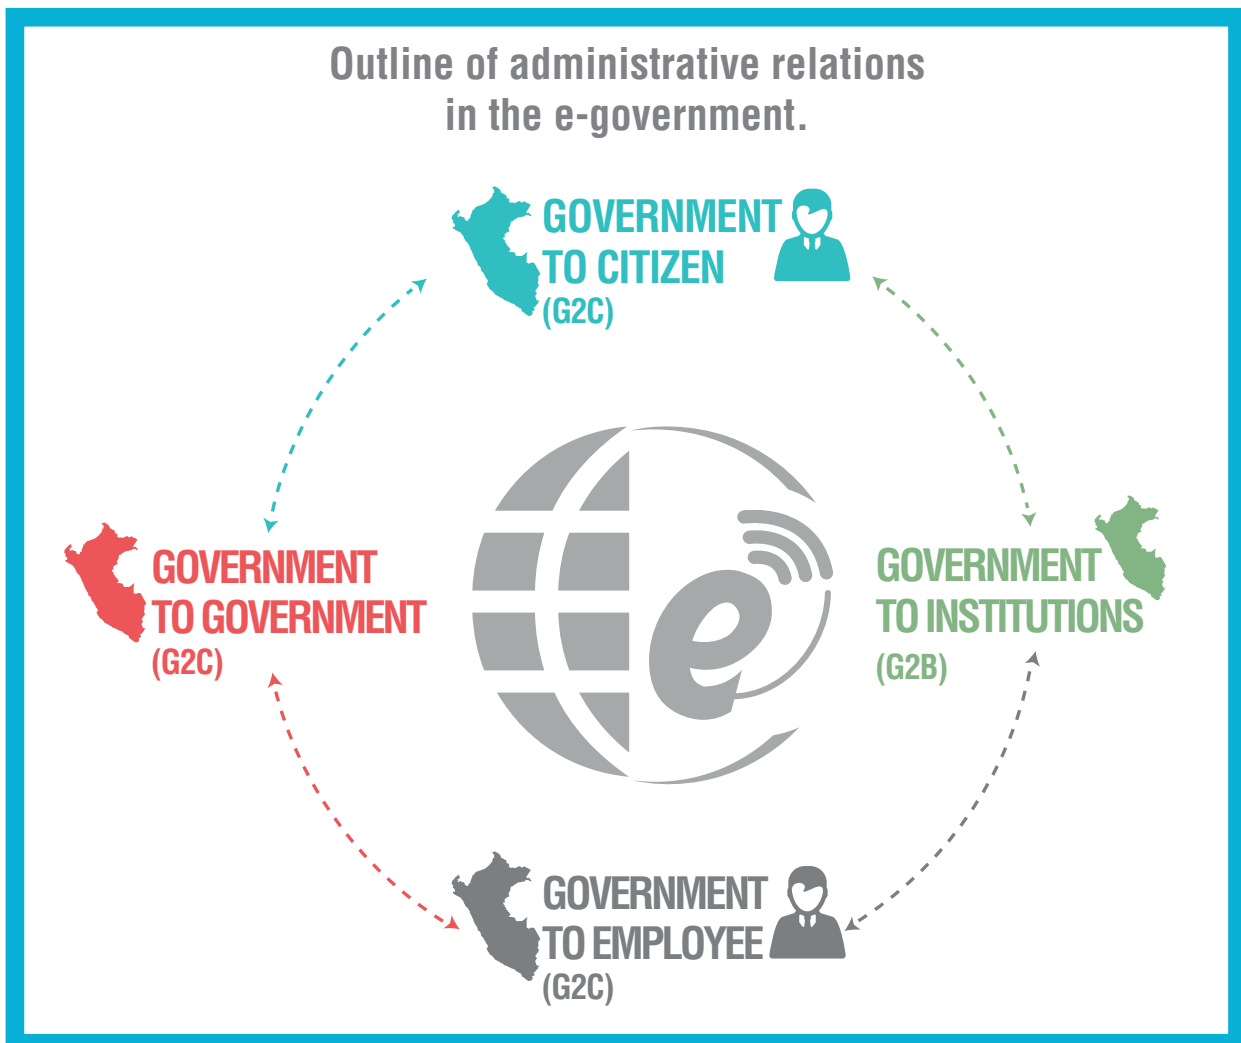 Outline of administrative relations
in the e-government.
GOVERNMENT
TO CITIZEN
(G2C)
GOVERNMENT
TO GOVERNMENT
(G2C)
e
GOVERNMENT
TO INSTITUTIONS
(G2B)
GOVERNMENT
TO EMPLOYEE
(G2C)